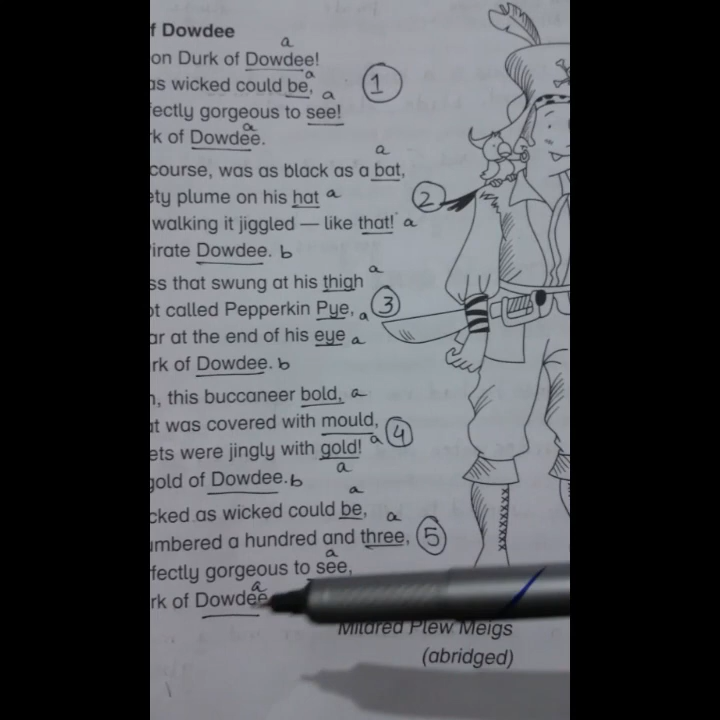 f Dowdee
a
on Durk of Dowdee!
as wicked could be, a 1
fectly gorgeous to see! a
rk of Dowdee. a
course, was as black as a bat, a
ety plume on his hat a 2
walking it jiggled — like that! a
irate Dowdee. b
ss that swung at his thigh a
ot called Pepperkin Pye, a 3
ar at the end of his eye a
rk of Dowdee. b
n, this buccaneer bold, a
at was covered with mould, 4
ets were jingly with gold! a
a
gold of Dowdee. b
cked as wicked could be, a
umbered a hundred and three, a 5
fectly gorgeous to see, a
rk of Dowdee a
Mildred Plew Meigs
(abridged)